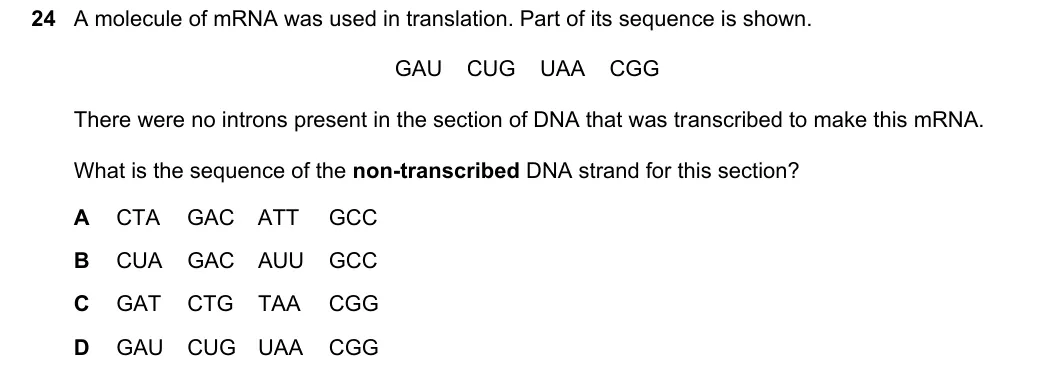 24 A molecule of mRNA was used in translation. Part of its sequence is shown.
GAU CUG UAA CGG
There were no introns present in the section of DNA that was transcribed to make this mRNA.
What is the sequence of the non-transcribed DNA strand for this section?
A CTA GAC ATT GCC
B CUA GAC AUU GCC
C GAT CTG TAA CGG
D GAU CUG UAA CGG